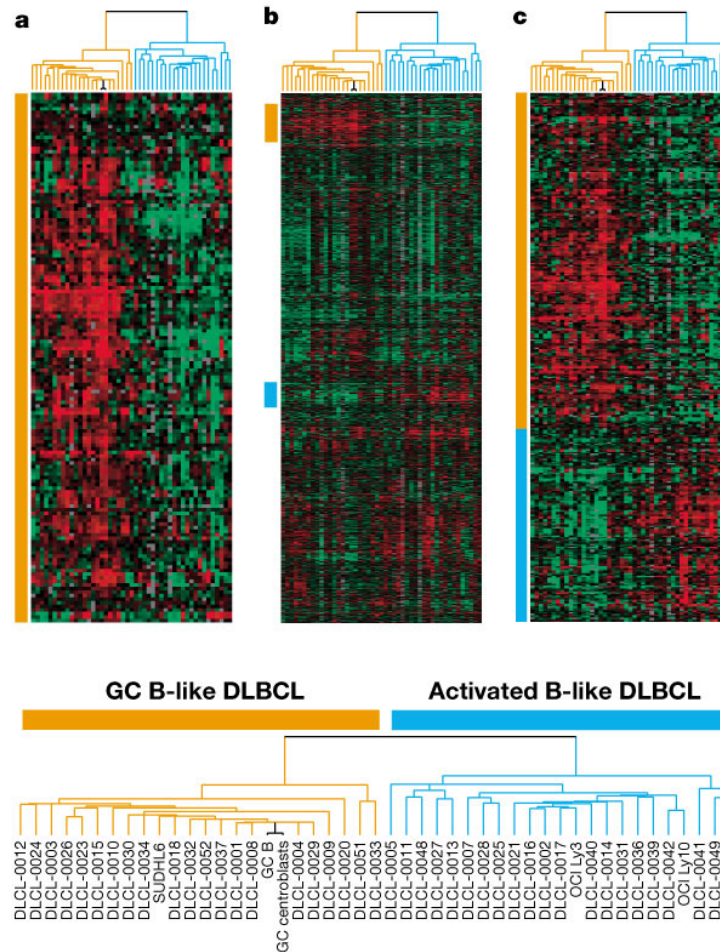 a
b
c
GC B-like DLBCL
Activated B-like DLBCL
DLCL-0012
DLCL-0024
DLCL-0003
DLCL-0026
DLCL-0023
DLCL-0015
DLCL-0010
DLCL-0030
DLCL-0034
SUDHL6
DLCL-0018
DLCL-0032
DLCL-0052
DLCL-0037
DLCL-0001
DLCL-0008
GC B
GC centroblasts
DLCL-0004
DLCL-0029
DLCL-0009
DLCL-0020
DLCL-0051
DLCL-0033
DLCL-0005
DLCL-0011
DLCL-0048
DLCL-0027
DLCL-0013
DLCL-0007
DLCL-0028
DLCL-0025
DLCL-0021
DLCL-0016
DLCL-0002
DLCL-0017
OCI Ly3
DLCL-0040
DLCL-0014
DLCL-0031
DLCL-0036
DLCL-0039
DLCL-0042
OCI Ly10
DLCL-0041
DLCL-0049